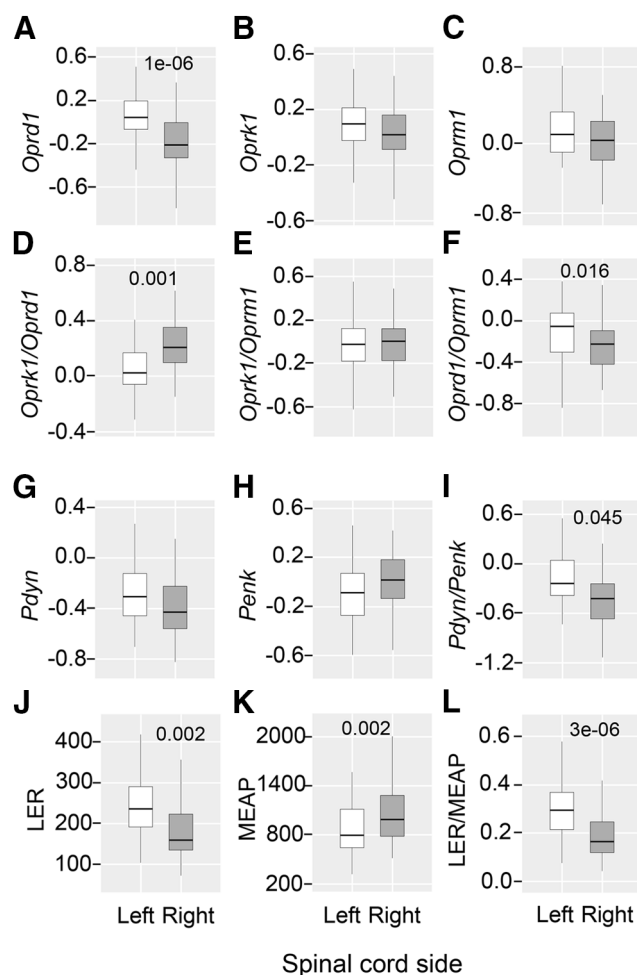 A
B
C
Oprd1
0.6
0.2
-0.2
-0.6
1e-06
Oprk1
0.6
0.2
-0.2
-0.6
Oprm1
0.8
0.0
-0.8
D
E
F
Oprk1/Oprd1
0.8
0.4
0.0
-0.4
0.001
Oprk1/Oprm1
0.6
0.3
0.0
-0.3
-0.6
Oprd1/Oprm1
0.4
0.0
-0.4
-0.8
0.016
G
H
I
Pdyn
0.4
0.0
-0.4
-0.8
Penk
0.6
0.2
-0.2
-0.6
Pdyn/Penk
0.6
0.0
-0.6
-1.2
0.045
J
K
L
LER
400
300
200
100
0.002
MEAP
2000
1400
800
200
0.002
LER/MEAP
0.6
0.4
0.2
0.0
3e-06
Left Right
Left Right
Left Right
Spinal cord side